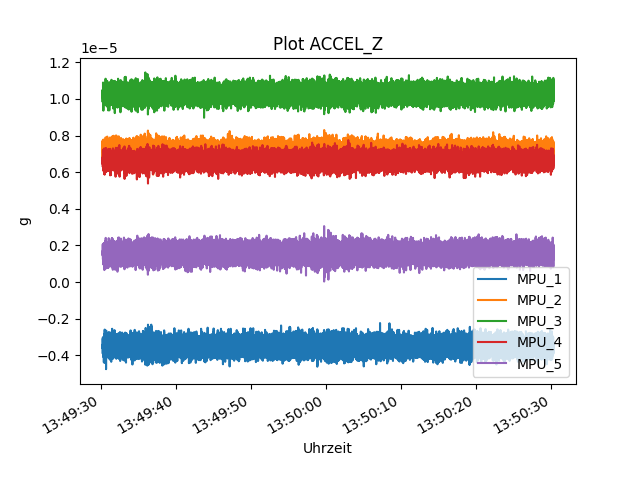 Plot ACCEL_Z
1e−5
1.2
1.0
0.8
0.6
0.4
0.2
0.0
−0.2
−0.4
g
MPU_1
MPU_2
MPU_3
MPU_4
MPU_5
13:49:30
13:49:40
13:49:50
13:50:00
13:50:10
13:50:20
13:50:30
Uhrzeit